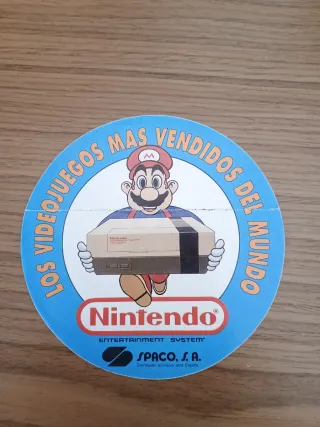 LOS VIDEOJUEGOS MAS VENDIDOS DEL MUNDO
M
Nintendo®
ENTERTAINMENT SYSTEM
SPACO, S. A.